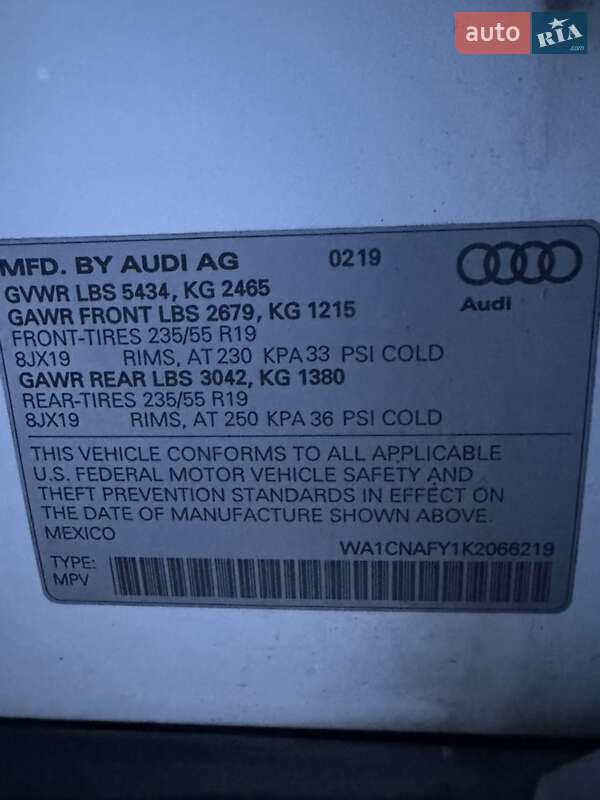 auto RIA .com
MFD. BY AUDI AG 0219
GVWR LBS 5434, KG 2465
GAWR FRONT LBS 2679, KG 1215
Audi
FRONT-TIRES 235/55 R19
8JX19 RIMS, AT 230 KPA 33 PSI COLD
GAWR REAR LBS 3042, KG 1380
REAR-TIRES 235/55 R19
8JX19 RIMS, AT 250 KPA 36 PSI COLD
THIS VEHICLE CONFORMS TO ALL APPLICABLE
U.S. FEDERAL MOTOR VEHICLE SAFETY AND
THEFT PREVENTION STANDARDS IN EFFECT ON
THE DATE OF MANUFACTURE SHOWN ABOVE.
MEXICO WA1CNAFY1K2066219
TYPE:
MPV